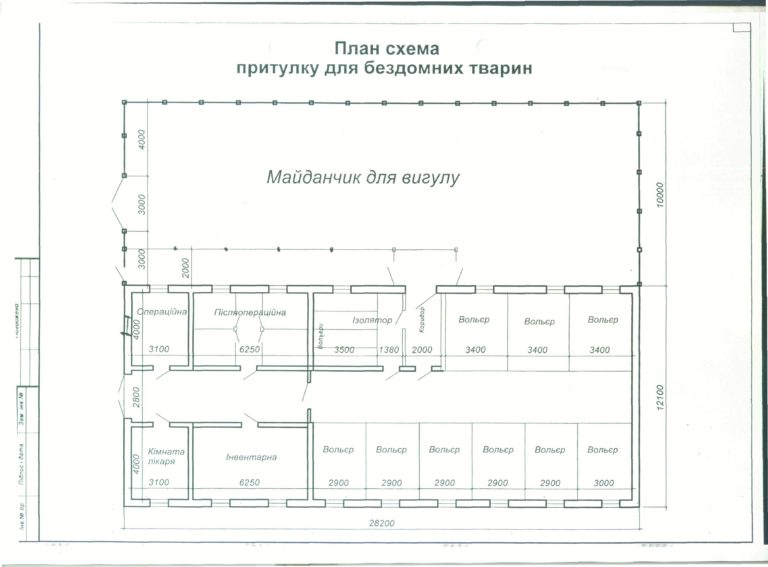 План схема
притулку для бездомних тварин
4000
3000
3000
2000
10000
Майданчик для вигулу
Операційна
Післяопераційна
Ізолятор
Вольєри
Коридор
Вольєр
Вольєр
Вольєр
4000
3100
6250
3500
1380
2000
3400
3400
3400
2800
12100
4000
Кімната
лікаря
Інвентарна
Вольєр
Вольєр
Вольєр
Вольєр
Вольєр
Вольєр
3100
6250
2900
2900
2900
2900
2900
3000
28200
Зам. інв.№
Підпис і дата
Інв.№ ор.